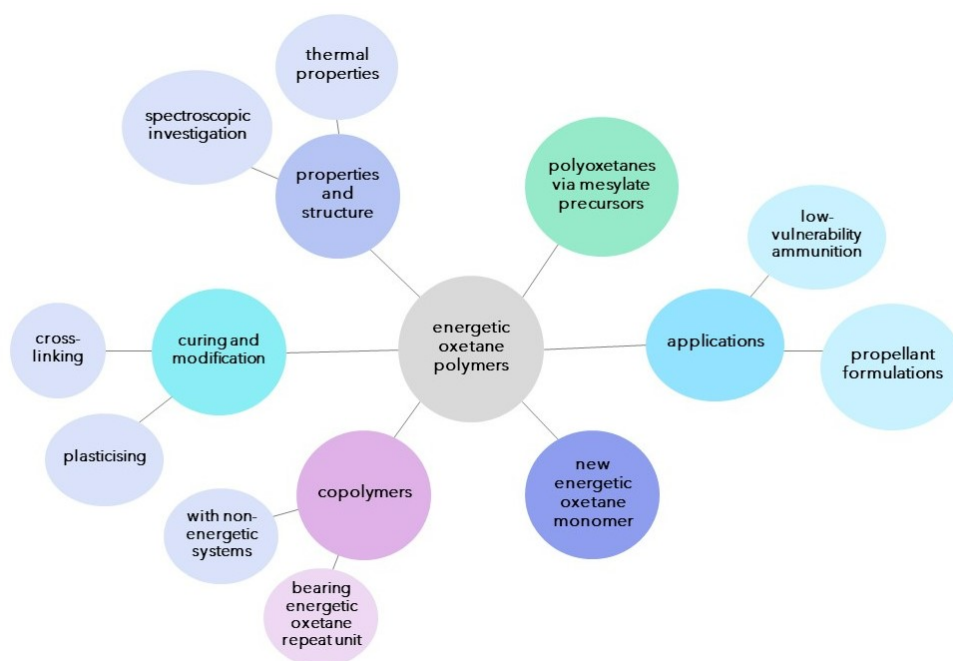 thermal
properties
spectroscopic
investigation
properties
and
structure
polyoxetanes
via mesylate
precursors
low-
vulnerability
ammunition
cross-
linking
curing and
modification
energetic
oxetane
polymers
applications
propellant
formulations
plasticising
copolymers
new
energetic
oxetane
monomer
with non-
energetic
systems
bearing
energetic
oxetane
repeat unit